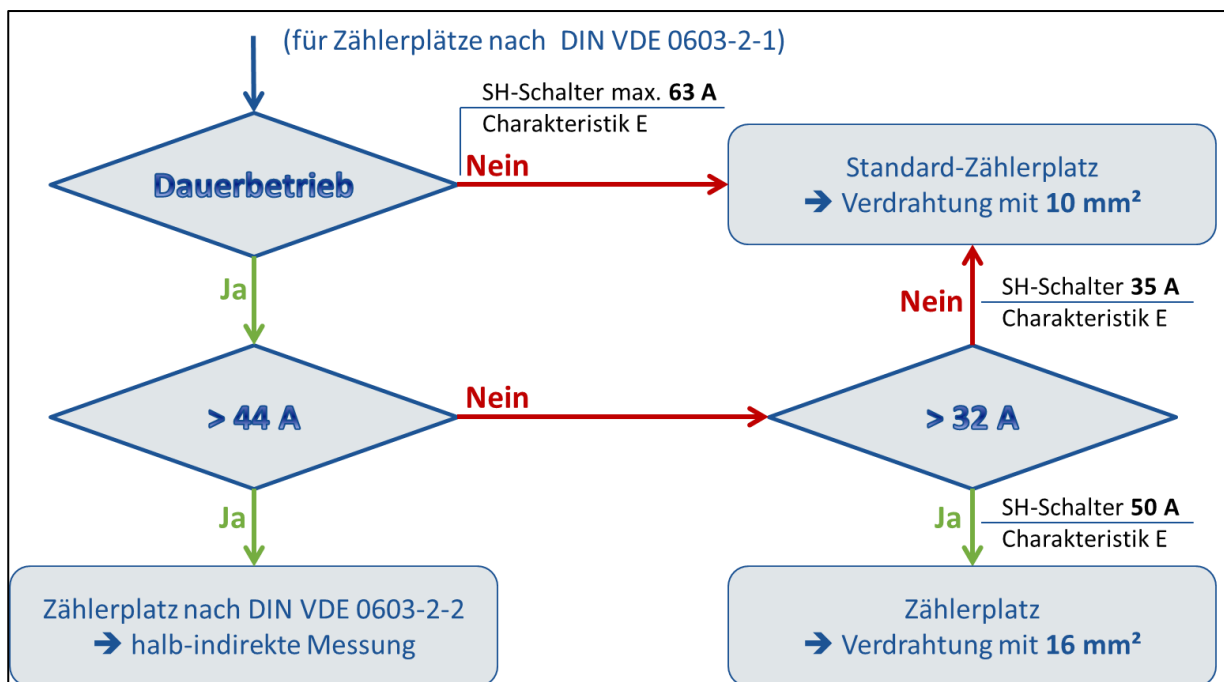 (für Zählerplätze nach DIN VDE 0603-2-1)
SH-Schalter max. 63 A
Charakteristik E
Dauerbetrieb
Nein
Standard-Zählerplatz
➔ Verdrahtung mit 10 mm²
Ja
Nein
SH-Schalter 35 A
Charakteristik E
> 44 A
Nein
> 32 A
Ja
Ja
SH-Schalter 50 A
Charakteristik E
Zählerplatz nach DIN VDE 0603-2-2
➔ halb-indirekte Messung
Zählerplatz
➔ Verdrahtung mit 16 mm²